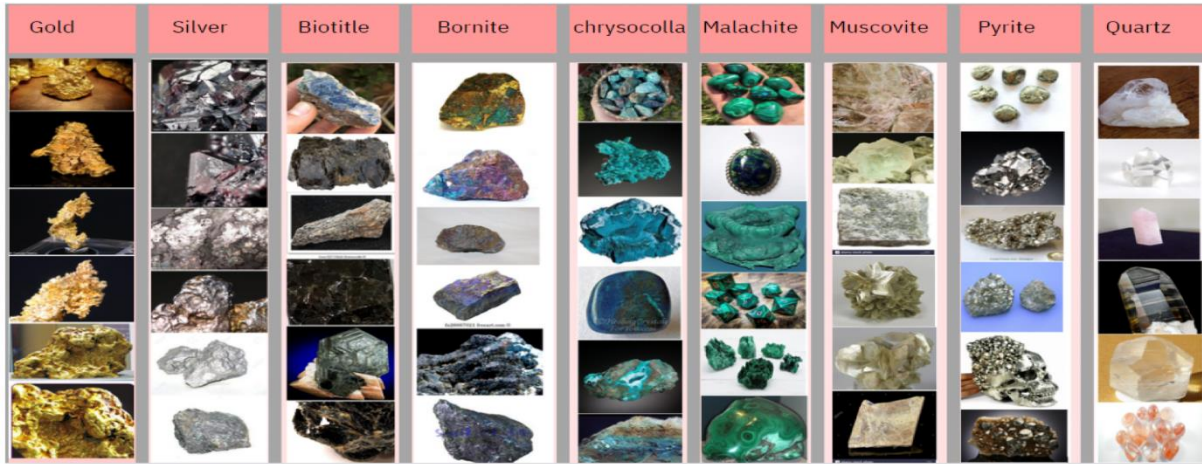 Gold
Silver
Biotitle
Bornite
chrysocolla
Malachite
Muscovite
Pyrite
Quartz